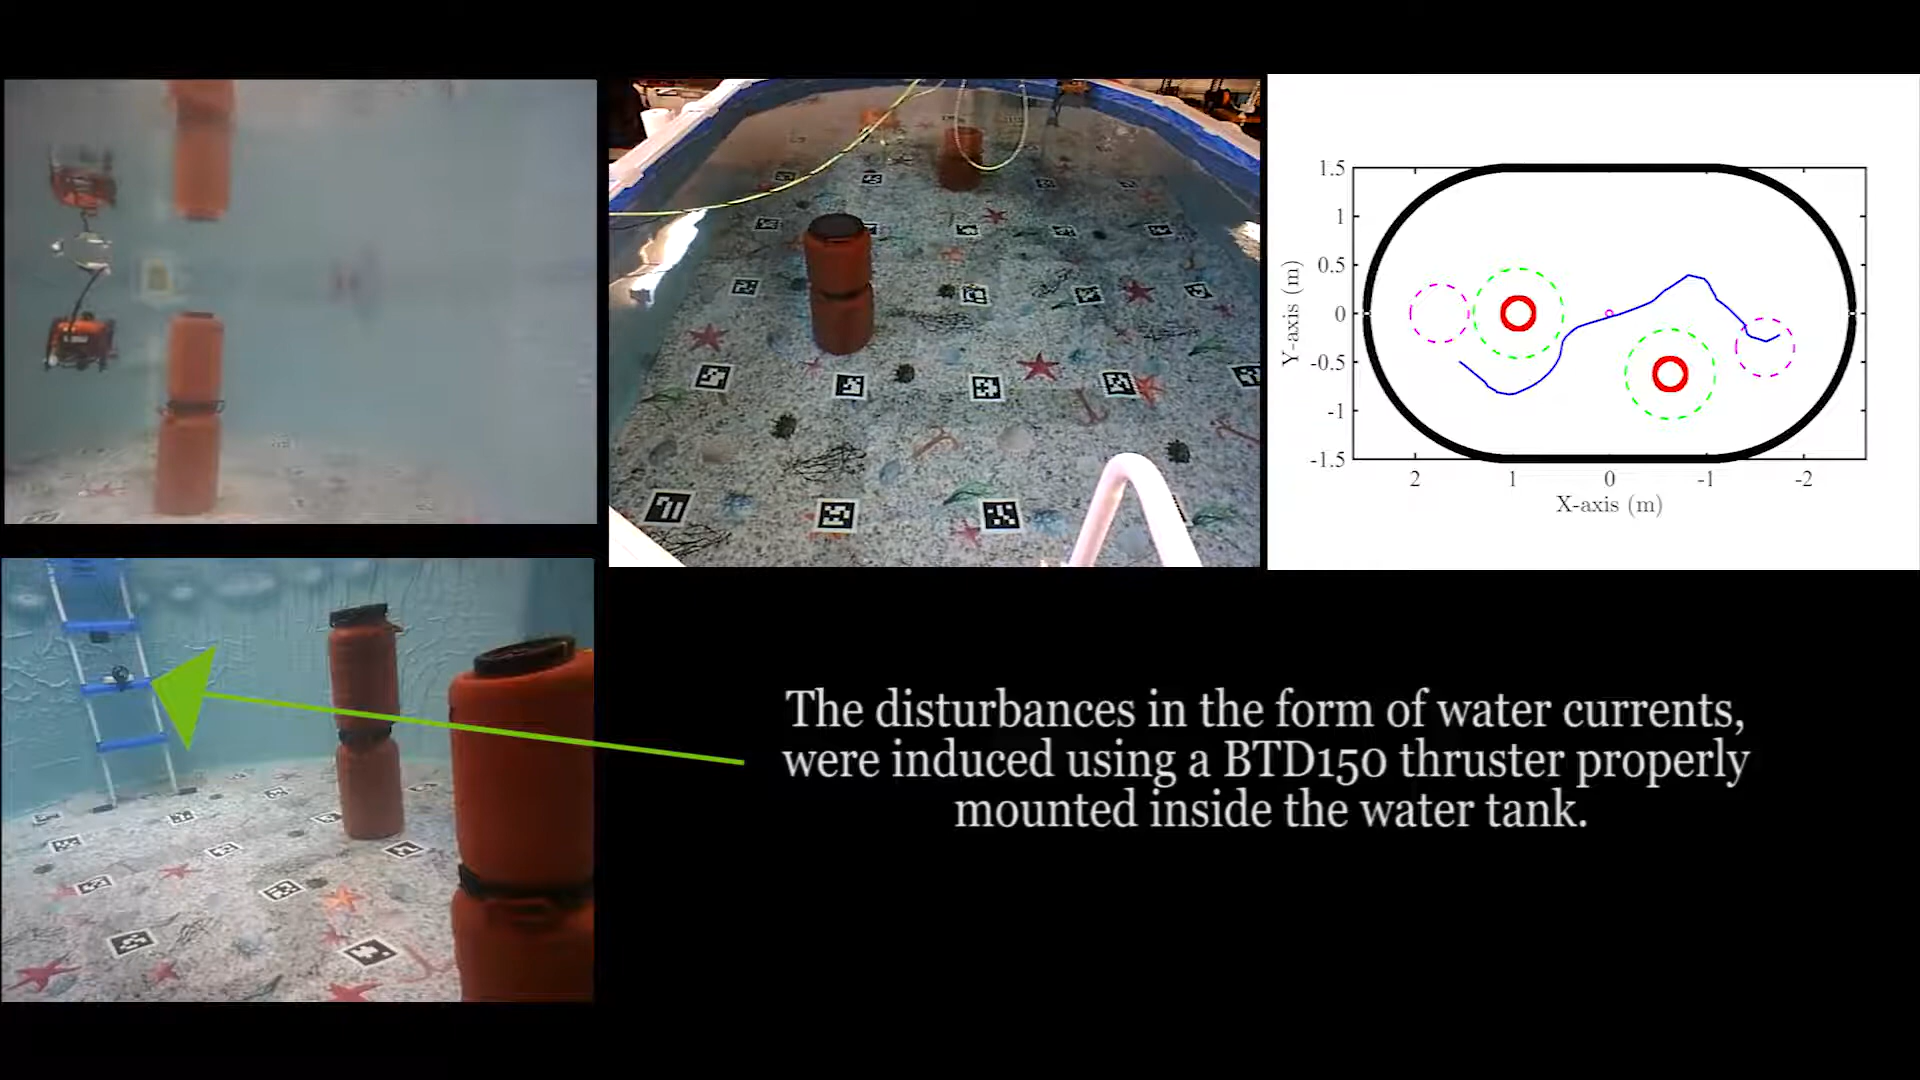 1.5
1
0.5
0
-0.5
-1
-1.5
Y-axis (m)
2 1 0 -1 -2
X-axis (m)
The disturbances in the form of water currents,
were induced using a BTD150 thruster properly
mounted inside the water tank.